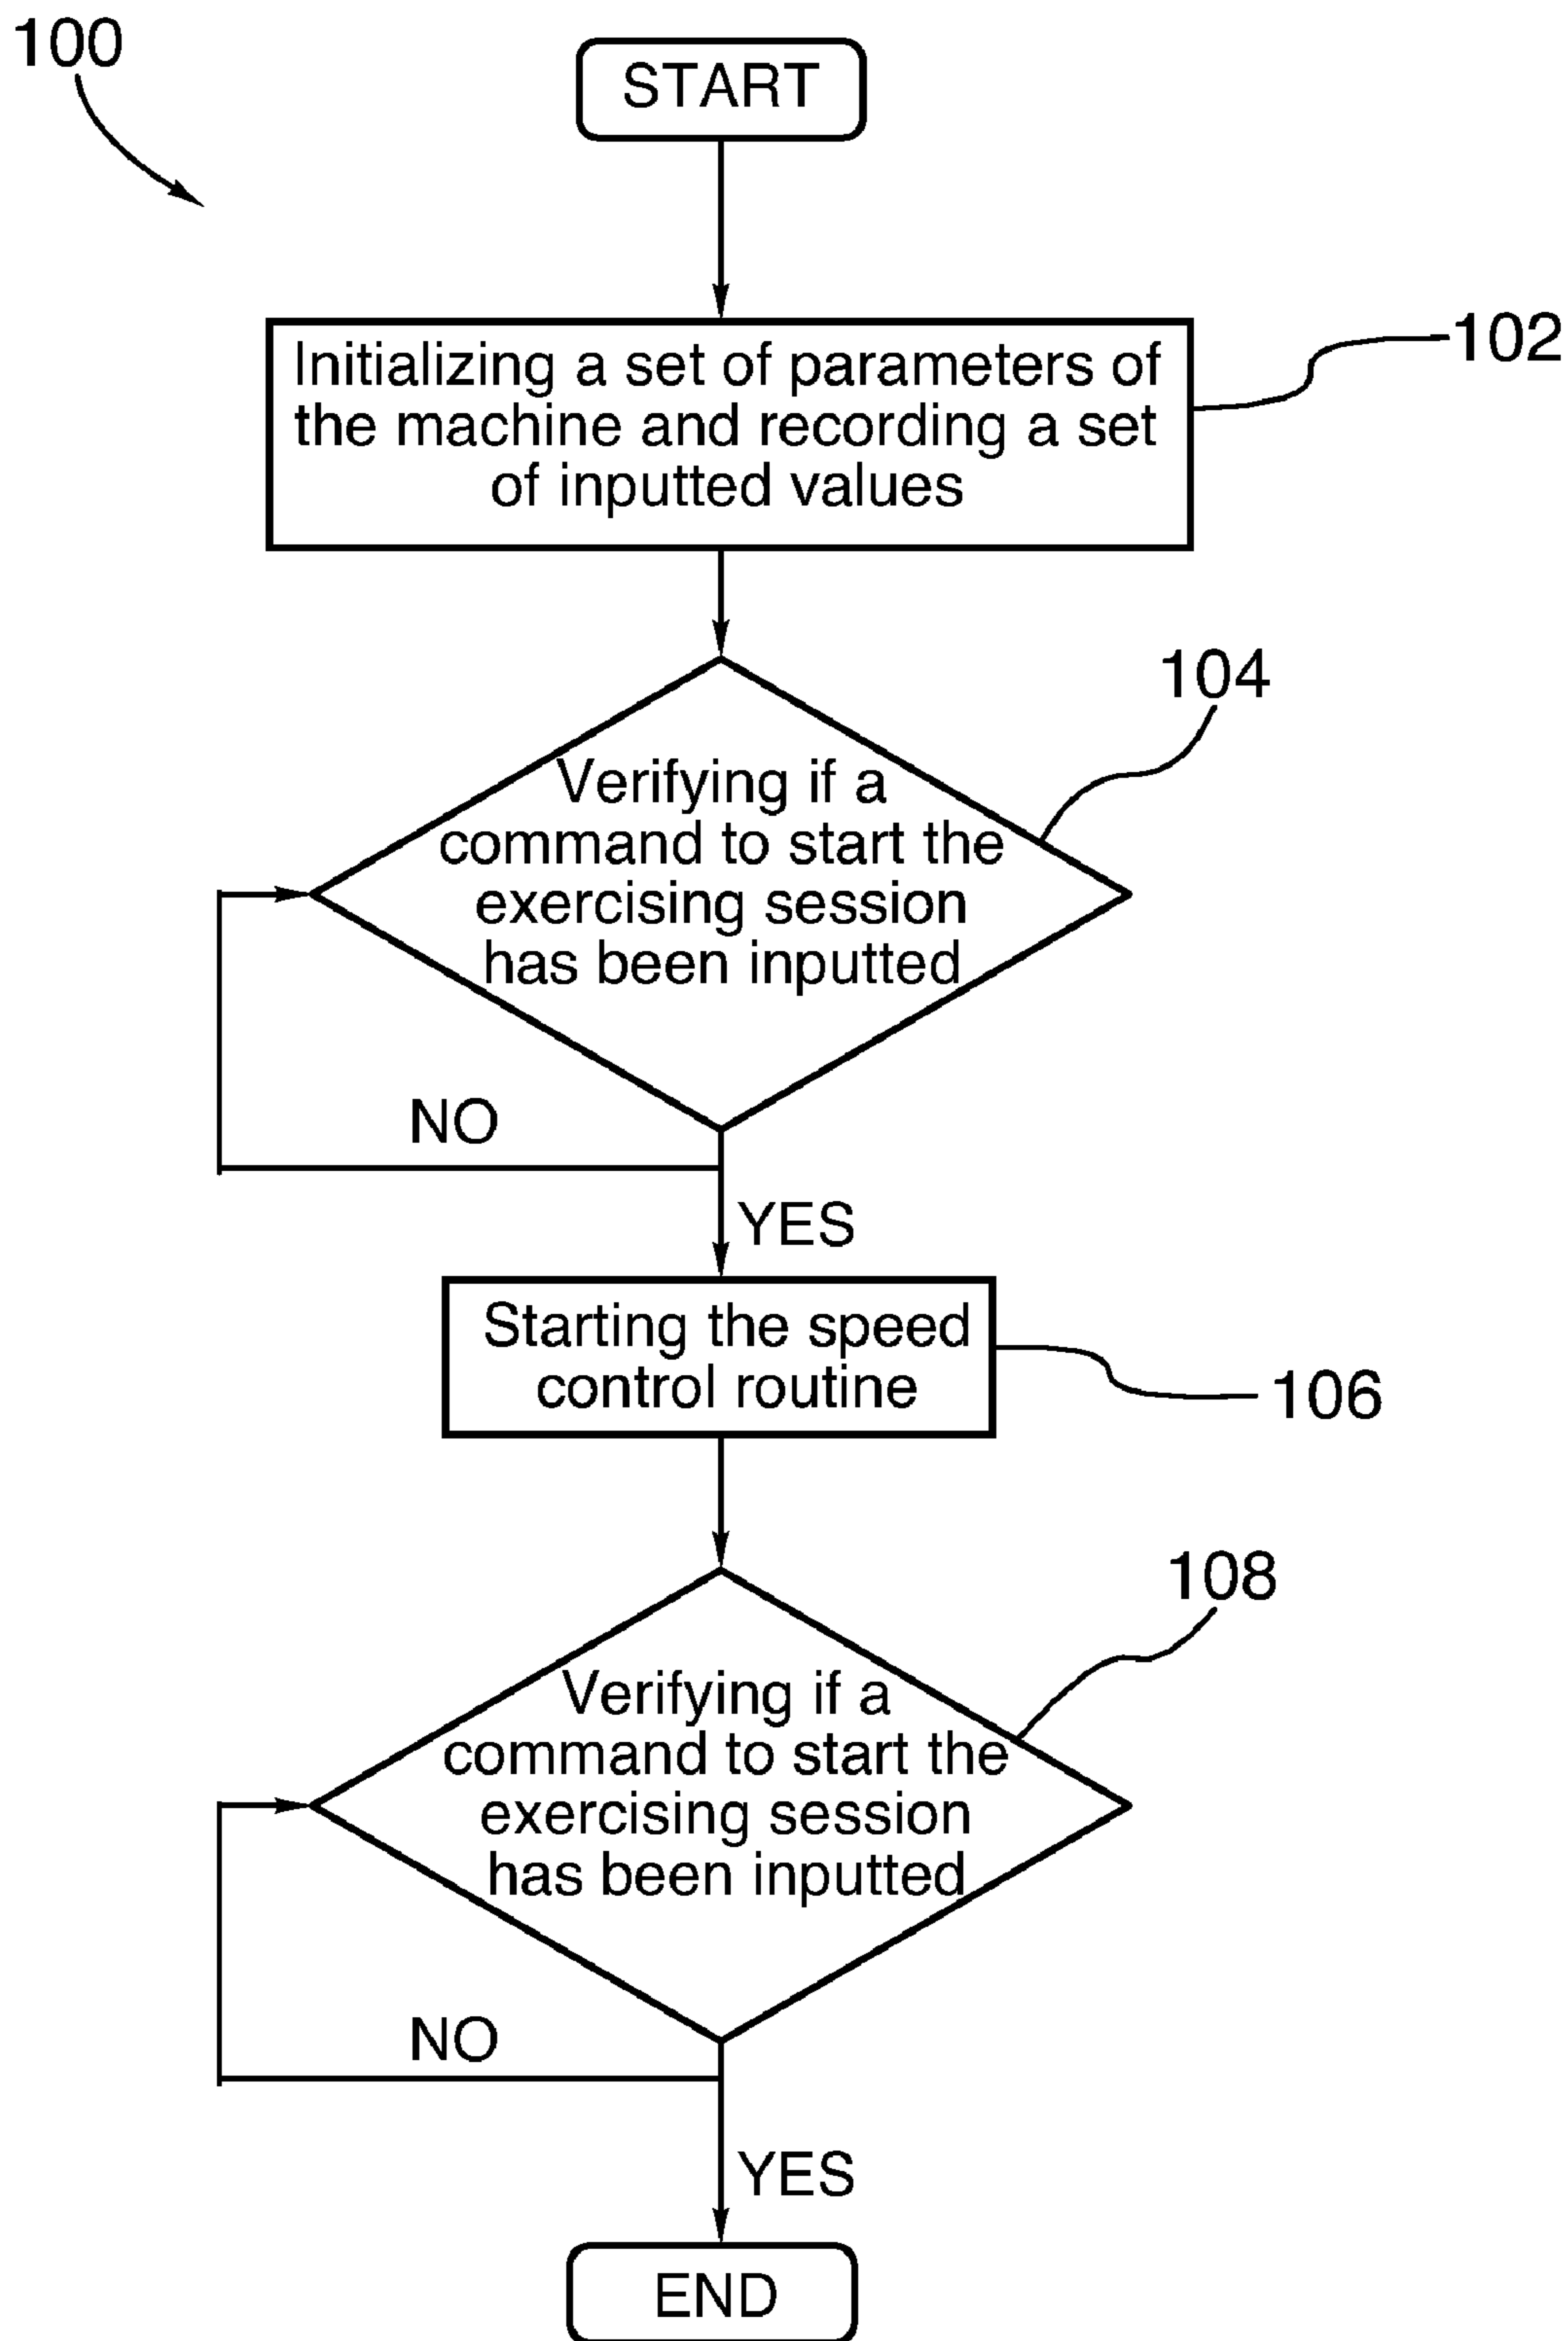 100
START
Initializing a set of parameters of
the machine and recording a set
of inputted values
102
104
Verifying if a
command to start the
exercising session
has been inputted
NO
YES
Starting the speed
control routine
106
108
Verifying if a
command to start the
exercising session
has been inputted
NO
YES
END